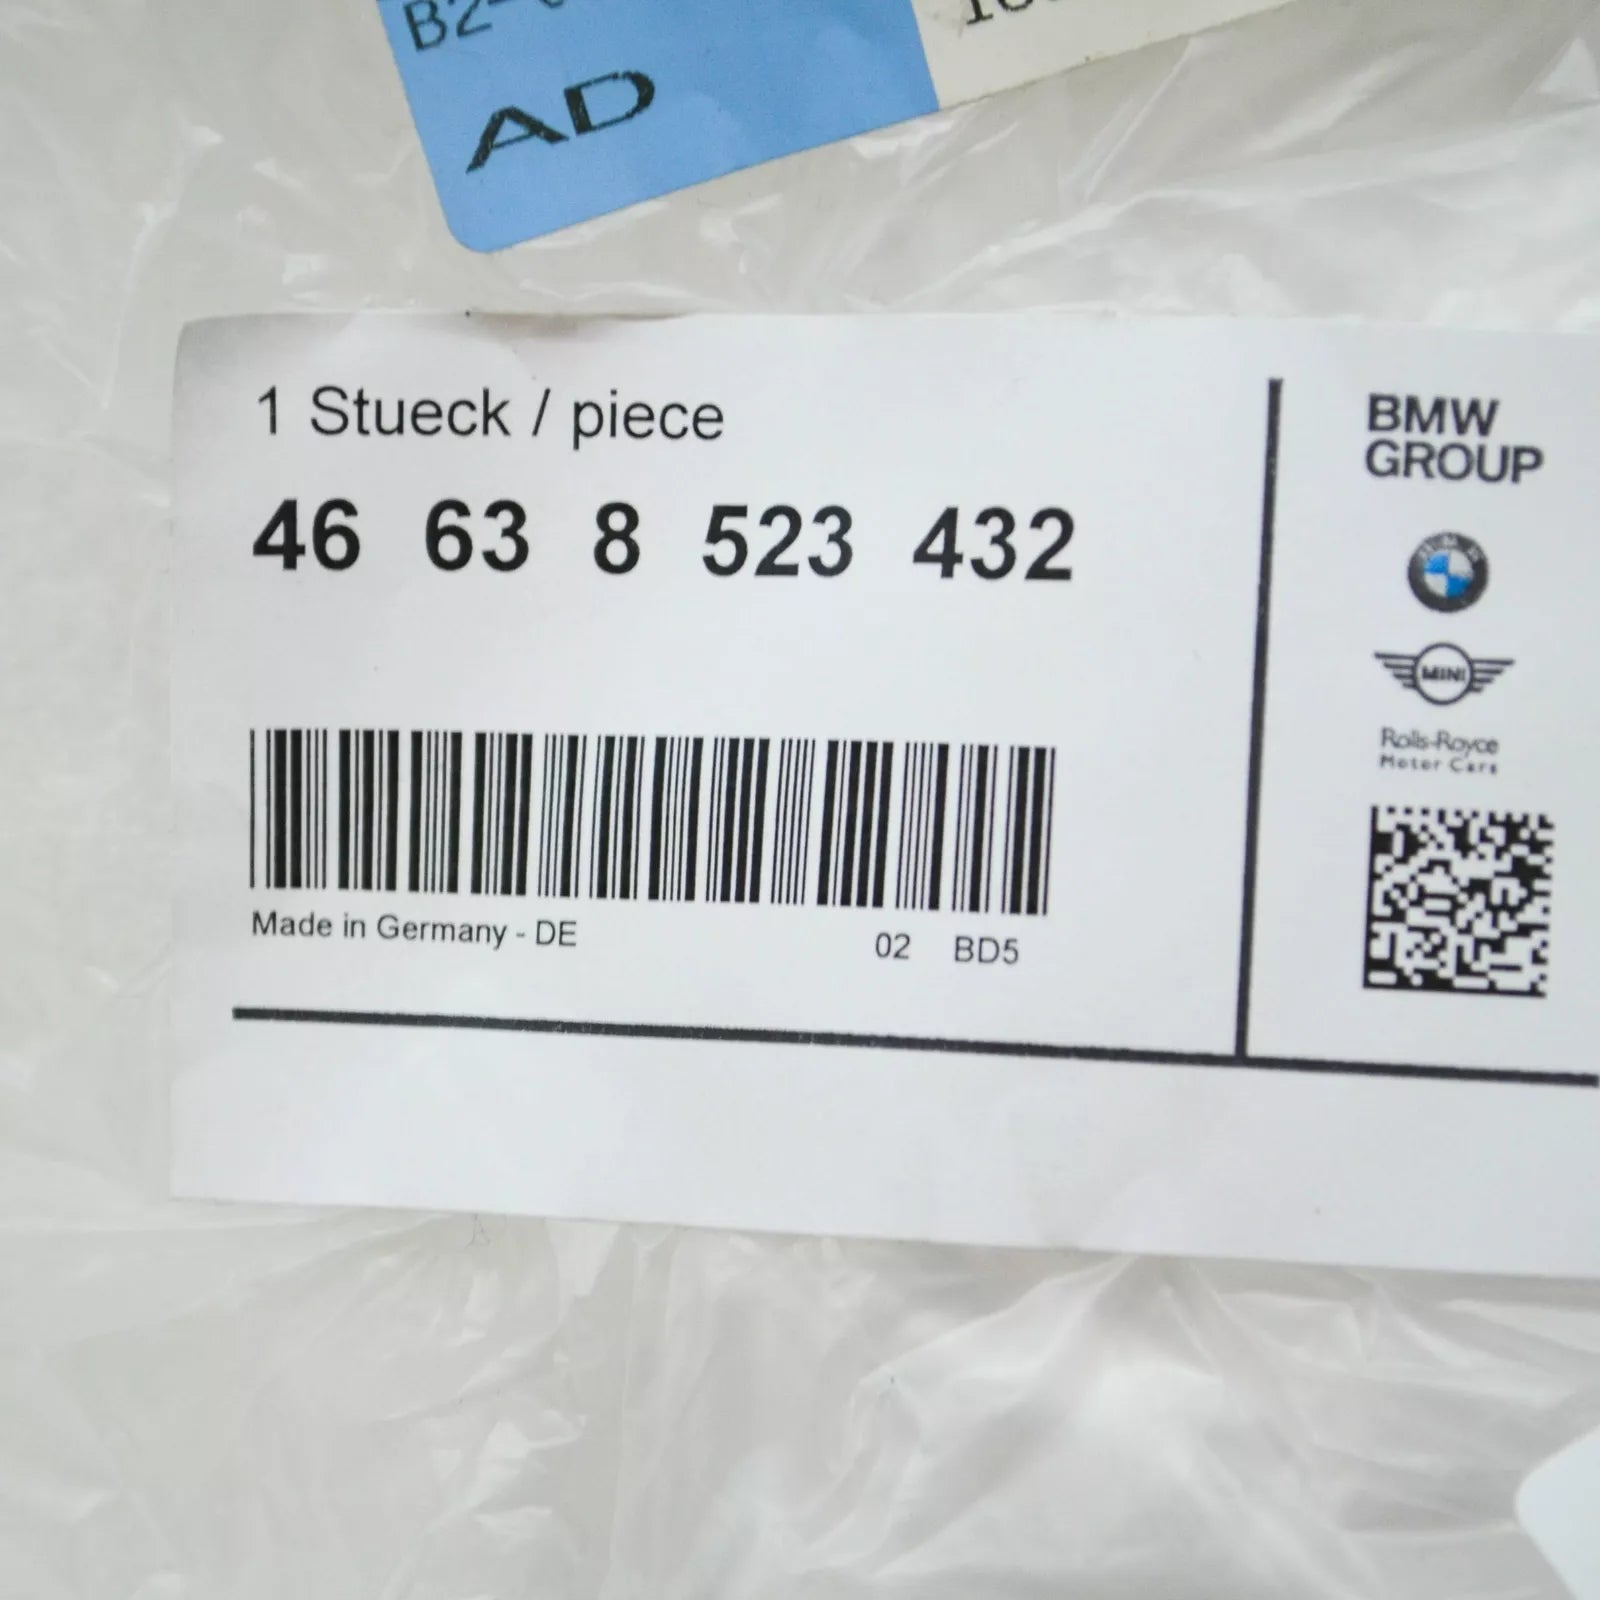 AD
1 Stueck / piece
46 63 8 523 432
Made in Germany - DE
02 BD5
BMW
GROUP
MINI
Rolls-Royce
Motor Cars